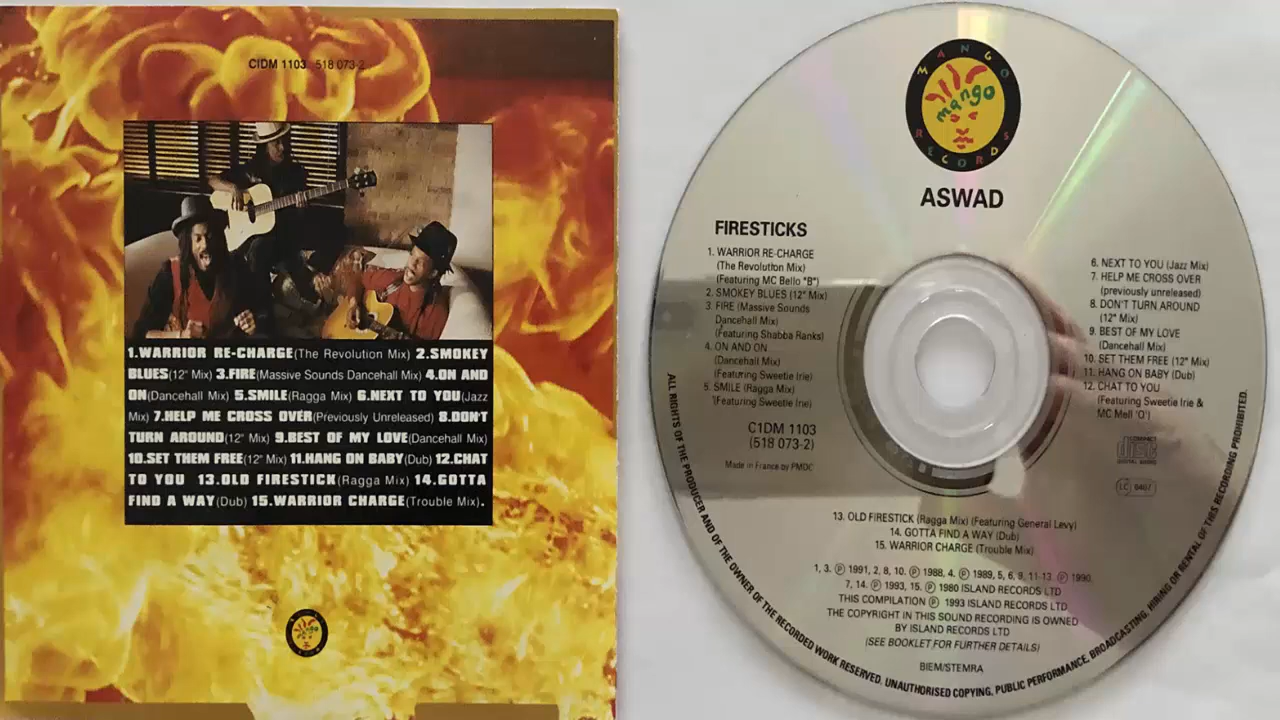 CIDM 1103 518 073-2
1.WARRIOR RE-CHARGE(The Revolution Mix) 2.SMOKEY
BLUES(12" Mix) 3.FIRE(Massive Sounds Dancehall Mix) 4.ON AND
ON(Dancehall Mix) 5.SMILE(Ragga Mix) 6.NEXT TO YOU(Jazz
Mix) 7.HELP ME CROSS OVER(Previously Unreleased) 8.DON'T
TURN AROUND(12" Mix) 9.BEST OF MY LOVE(Dancehall Mix)
10.SET THEM FREE(12" Mix) 11.HANG ON BABY(Dub) 12.CHAT
TO YOU 13.OLD FIRESTICK(Ragga Mix) 14.GOTTA
FIND A WAY(Dub) 15.WARRIOR CHARGE(Trouble Mix).
mango
MANGO
mango
RECORDS
ASWAD
FIRESTICKS
1. WARRIOR RE-CHARGE
(The Revolution Mix)
(Featuring MC Bello "B")
2. SMOKEY BLUES (12" Mix)
3. FIRE (Massive Sounds
Dancehall Mix)
(Featuring Shabba Ranks)
4. ON AND ON
(Dancehall Mix)
(Featuring Sweetie Irie)
5. SMILE (Ragga Mix)
(Featuring Sweetie Irie)
C1DM 1103
(518 073-2)
Made in France by PMDC
6. NEXT TO YOU (Jazz Mix)
7. HELP ME CROSS OVER
(previously unreleased)
8. DON'T TURN AROUND
(12" Mix)
9. BEST OF MY LOVE
(Dancehall Mix)
10. SET THEM FREE (12" Mix)
11. HANG ON BABY (Dub)
12. CHAT TO YOU
(Featuring Sweetie Irie &
MC Mell 'O')
COMPACT
disc
DIGITAL AUDIO
LC 0407
13. OLD FIRESTICK (Ragga Mix) (Featuring General Levy)
14. GOTTA FIND A WAY (Dub)
15. WARRIOR CHARGE (Trouble Mix)
1, 3. ℗ 1991, 2, 8, 10. ℗ 1988, 4. ℗ 1989, 5, 6, 9, 11-13 ℗ 1990,
7, 14. ℗ 1993, 15. ℗ 1980 ISLAND RECORDS LTD
THIS COMPILATION ℗ 1993 ISLAND RECORDS LTD
THE COPYRIGHT IN THIS SOUND RECORDING IS OWNED
BY ISLAND RECORDS LTD
(SEE BOOKLET FOR FURTHER DETAILS)
BIEM/STEMRA
ALL RIGHTS OF THE PRODUCER AND OF THE OWNER OF THE RECORDED WORK RESERVED. UNAUTHORISED COPYING, PUBLIC PERFORMANCE, BROADCASTING, HIRING OR RENTAL OF THIS RECORDING PROHIBITED.